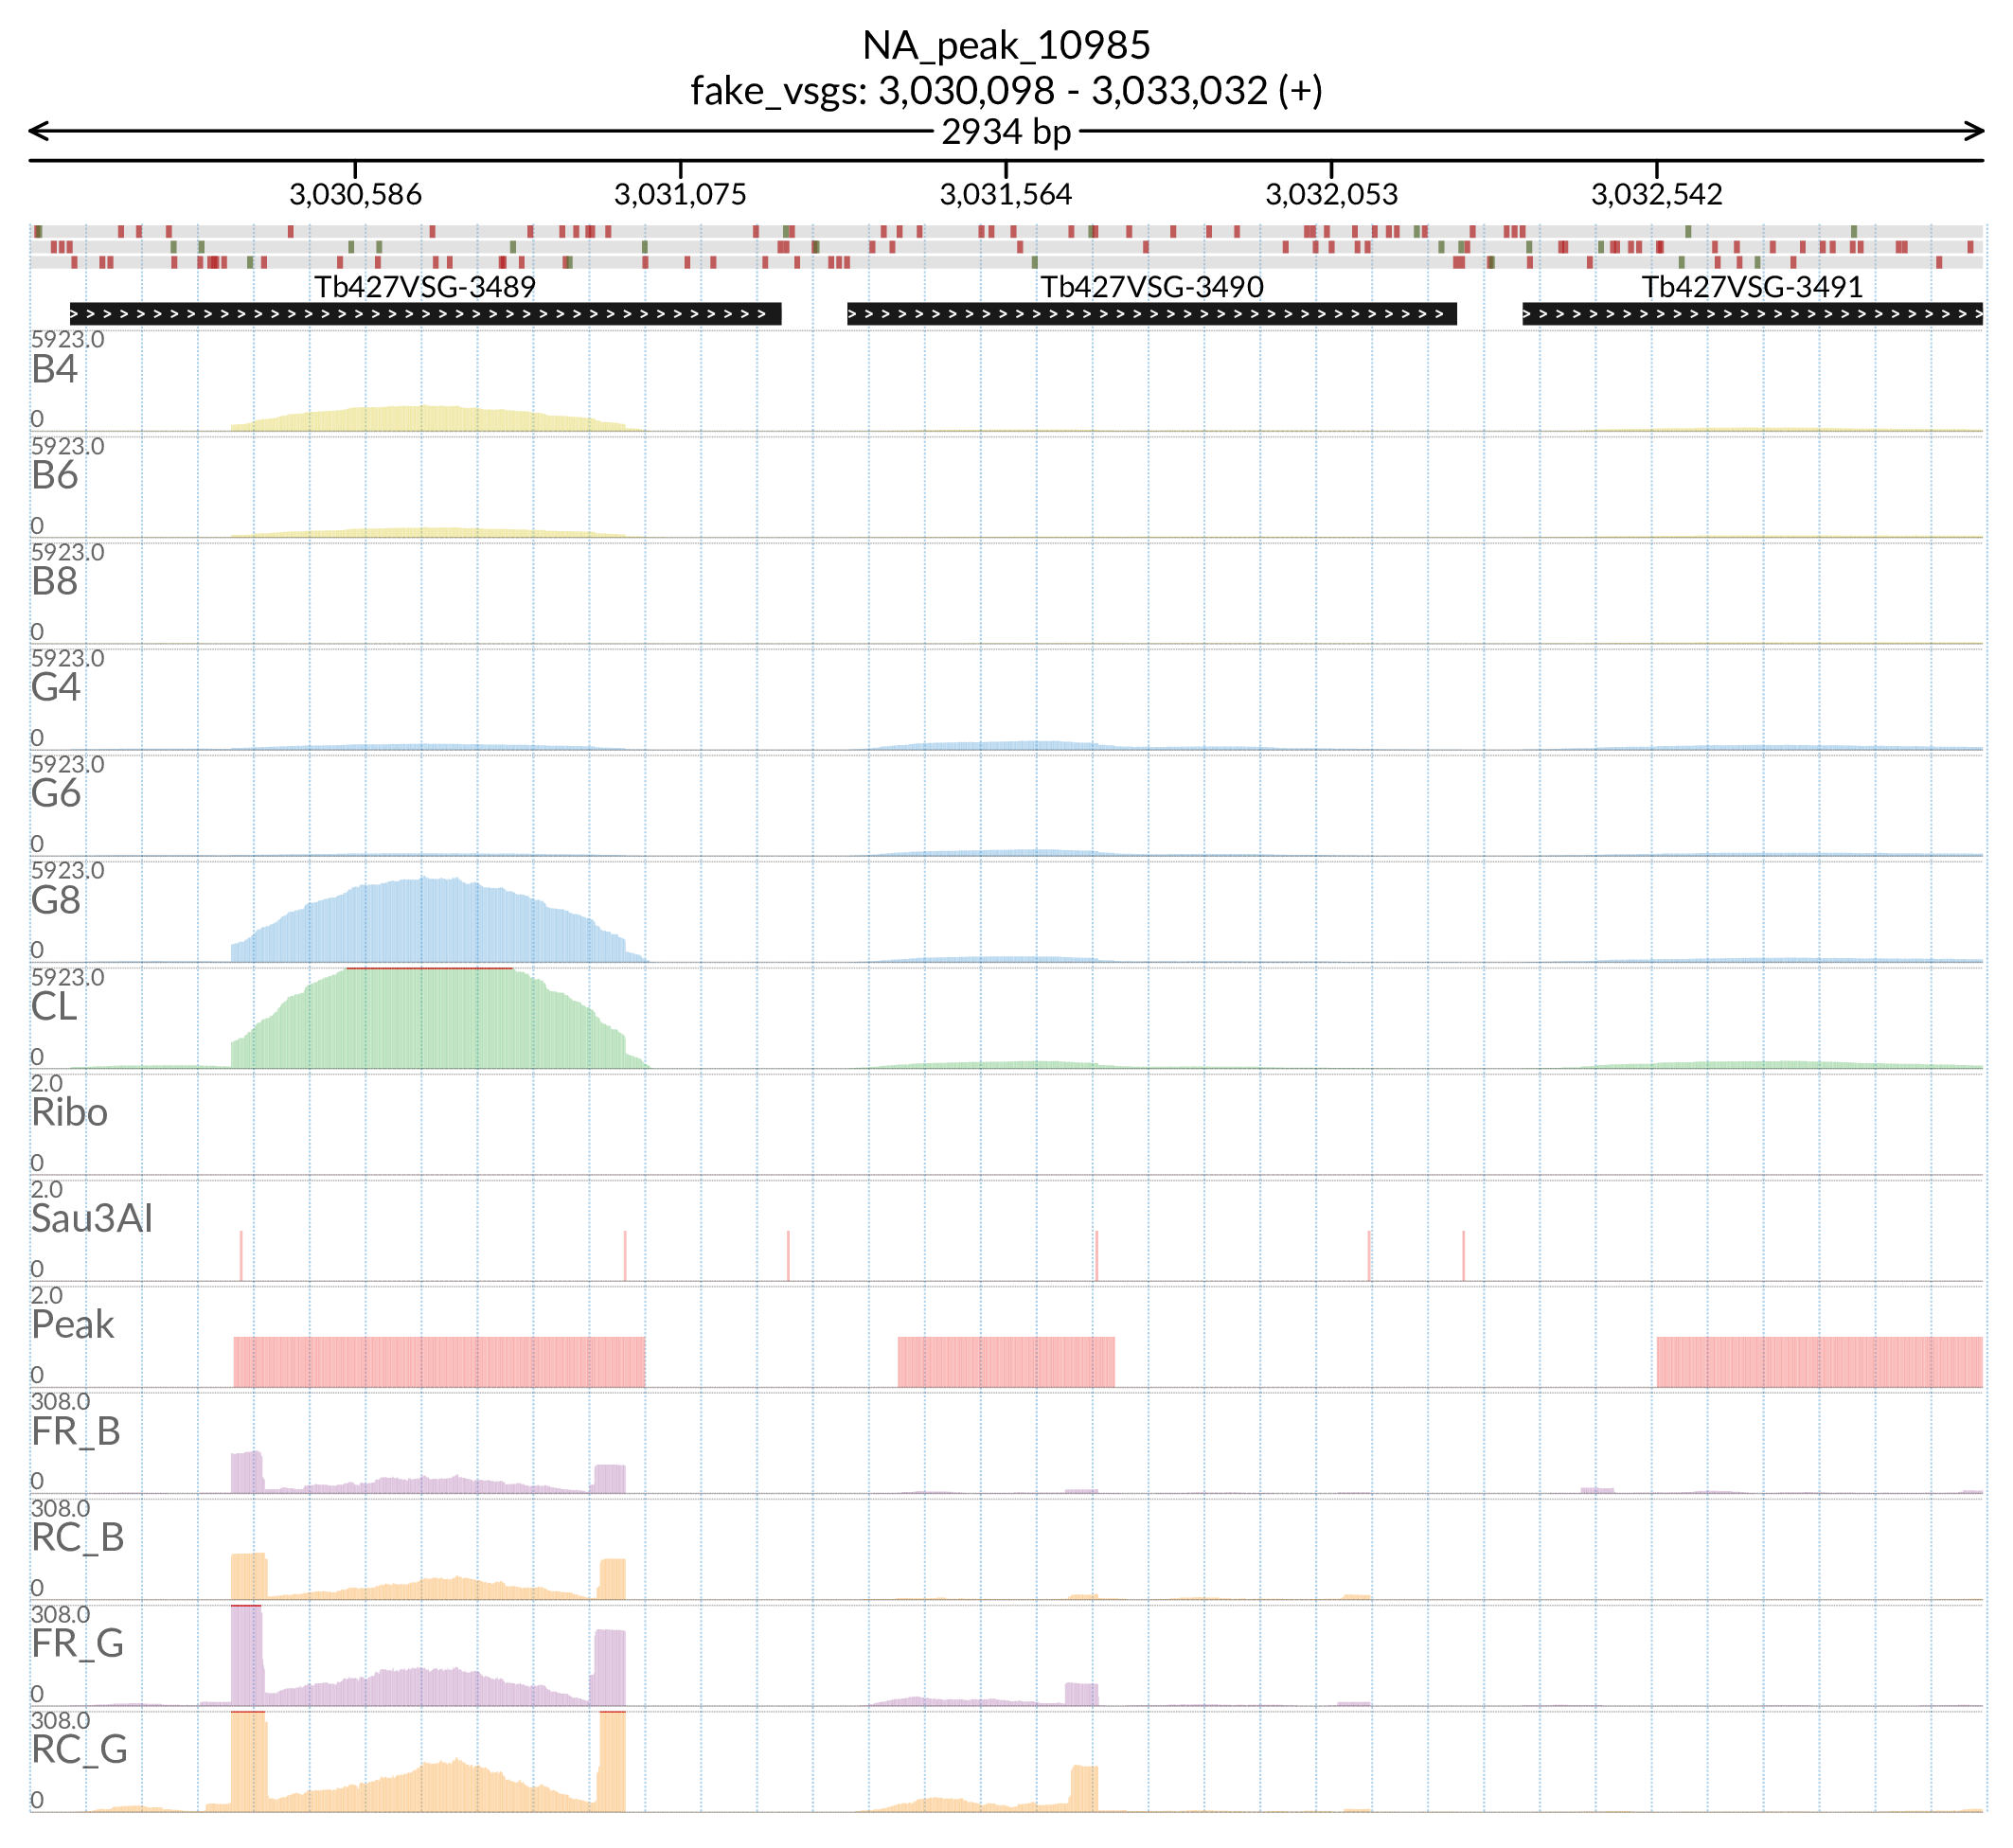 NA_peak_10985
fake_vsgs: 3,030,098 - 3,033,032 (+)
2934 bp
3,030,586 3,031,075 3,031,564 3,032,053 3,032,542
Tb427VSG-3489 Tb427VSG-3490 Tb427VSG-3491
5923.0
B4
0
5923.0
B6
0
5923.0
B8
0
5923.0
G4
0
5923.0
G6
0
5923.0
G8
0
5923.0
CL
0
2.0
Ribo
0
2.0
Sau3AI
0
2.0
Peak
0
308.0
FR_B
0
308.0
RC_B
0
308.0
FR_G
0
308.0
RC_G
0